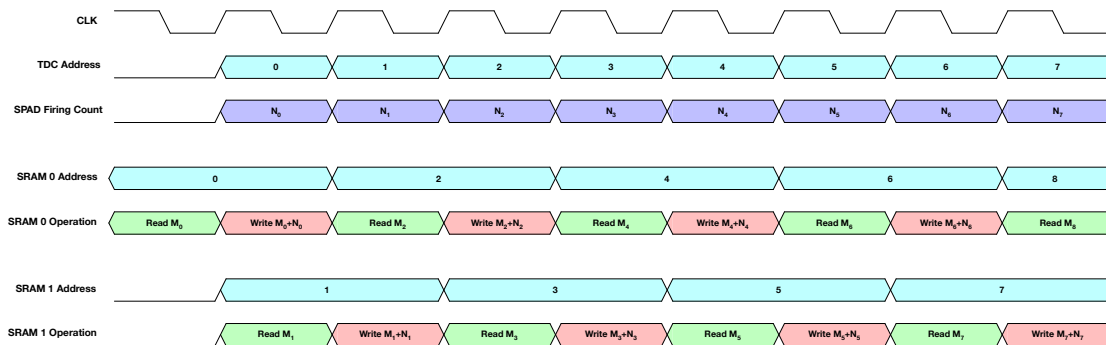 CLK
TDC Address 0 1 2 3 4 5 6 7
SPAD Firing Count N₀ N₁ N₂ N₃ N₄ N₅ N₆ N₇
SRAM 0 Address 0 2 4 6 8
SRAM 0 Operation Read M₀ Write M₀+N₀ Read M₂ Write M₂+N₂ Read M₄ Write M₄+N₄ Read M₆ Write M₆+N₆ Read M₈
SRAM 1 Address 1 3 5 7
SRAM 1 Operation Read M₁ Write M₁+N₁ Read M₃ Write M₃+N₃ Read M₅ Write M₅+N₅ Read M₇ Write M₇+N₇